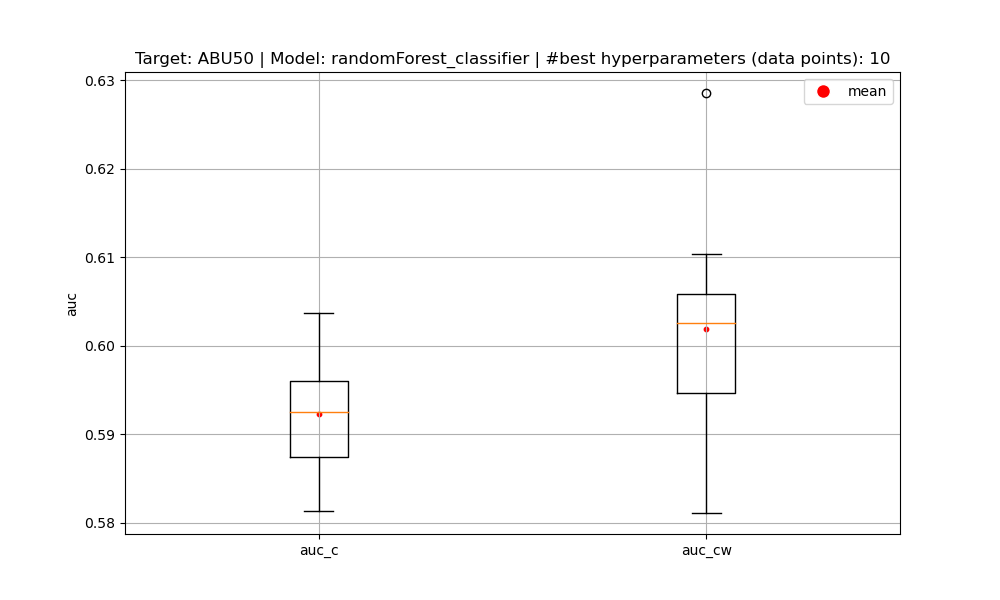 Target: ABU50 | Model: randomForest_classifier | #best hyperparameters (data points): 10
mean
0.63
0.62
0.61
0.60
0.59
0.58
auc
auc_c
auc_cw